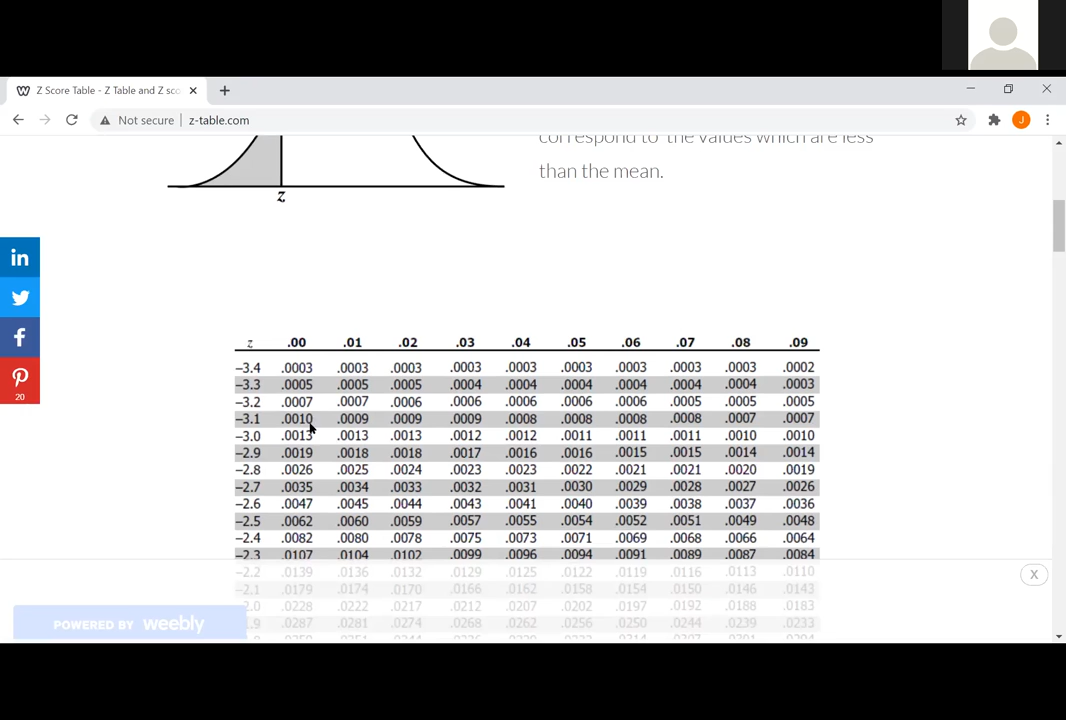 Z Score Table - Z Table and Z sco
Not secure | z-table.com
J
correspond to the values which are less
than the mean.
z
in
f
20
z .00 .01 .02 .03 .04 .05 .06 .07 .08 .09
−3.4 .0003 .0003 .0003 .0003 .0003 .0003 .0003 .0003 .0003 .0002
−3.3 .0005 .0005 .0005 .0004 .0004 .0004 .0004 .0004 .0004 .0003
−3.2 .0007 .0007 .0006 .0006 .0006 .0006 .0006 .0005 .0005 .0005
−3.1 .0010 .0009 .0009 .0009 .0008 .0008 .0008 .0008 .0007 .0007
−3.0 .0013 .0013 .0013 .0012 .0012 .0011 .0011 .0011 .0010 .0010
−2.9 .0019 .0018 .0018 .0017 .0016 .0016 .0015 .0015 .0014 .0014
−2.8 .0026 .0025 .0024 .0023 .0023 .0022 .0021 .0021 .0020 .0019
−2.7 .0035 .0034 .0033 .0032 .0031 .0030 .0029 .0028 .0027 .0026
−2.6 .0047 .0045 .0044 .0043 .0041 .0040 .0039 .0038 .0037 .0036
−2.5 .0062 .0060 .0059 .0057 .0055 .0054 .0052 .0051 .0049 .0048
−2.4 .0082 .0080 .0078 .0075 .0073 .0071 .0069 .0068 .0066 .0064
−2.3 .0107 .0104 .0102 .0099 .0096 .0094 .0091 .0089 .0087 .0084
−2.2 .0139 .0136 .0132 .0129 .0125 .0122 .0119 .0116 .0113 .0110
−2.1 .0179 .0174 .0170 .0166 .0162 .0158 .0154 .0150 .0146 .0143
2.0 .0228 .0222 .0217 .0212 .0207 .0202 .0197 .0192 .0188 .0183
.9 .0287 .0281 .0274 .0268 .0262 .0256 .0250 .0244 .0239 .0233
POWERED BY weebly
X